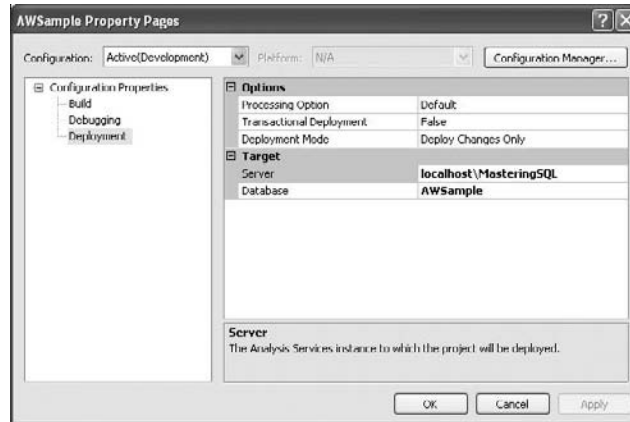 AWSample Property Pages
Configuration: Active(Development) Platform: N/A Configuration Manager...
Configuration Properties
Build
Debugging
Deployment
Options
Processing Option Default
Transactional Deployment False
Deployment Mode Deploy Changes Only
Target
Server localhost\MasteringSQL
Database AWSample
Server
The Analysis Services instance to which the project will be deployed.
OK Cancel Apply